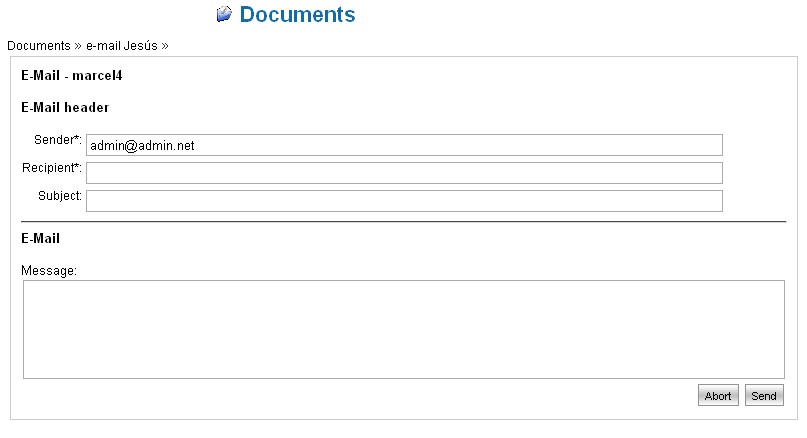 Documents
Documents » e-mail Jesús »
E-Mail - marcel4
E-Mail header
Sender*: admin@admin.net
Recipient*:
Subject:
E-Mail
Message:
Abort Send